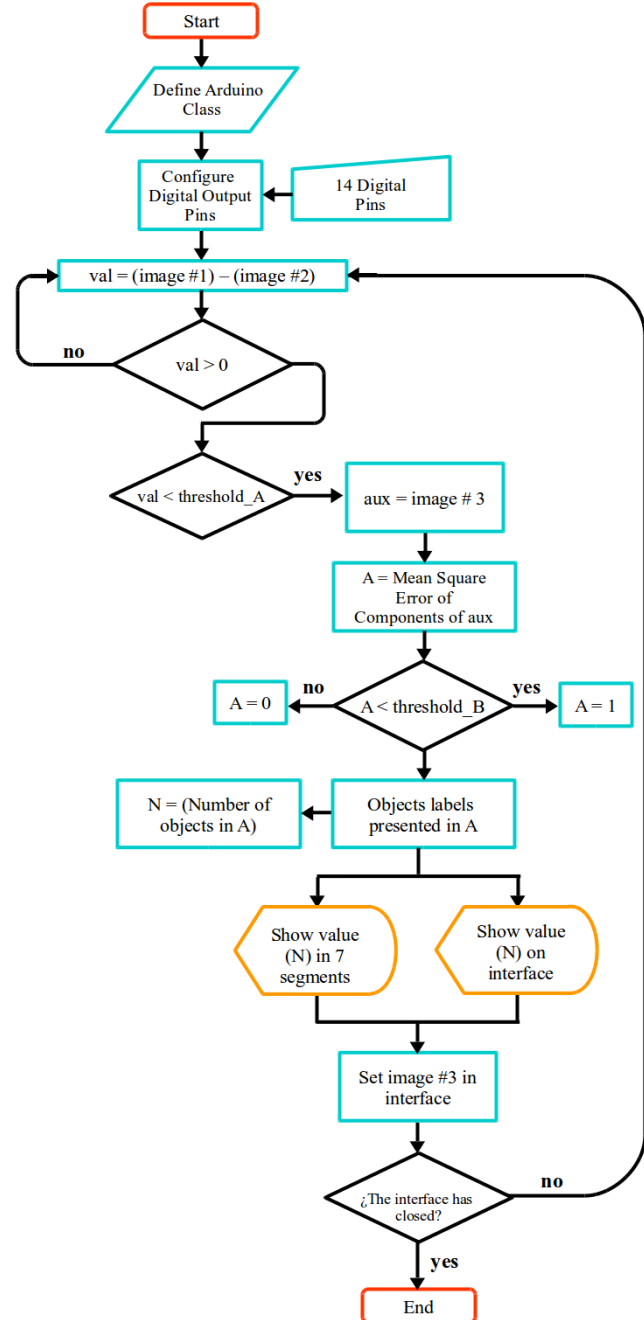 Start
Define Arduino
Class
Configure
Digital Output
Pins
14 Digital
Pins
val = (image #1) – (image #2)
no
val > 0
val < threshold_A
yes
aux = image # 3
A = Mean Square
Error of
Components of aux
no
yes
A = 0
A < threshold_B
A = 1
N = (Number of
objects in A)
Objects labels
presented in A
Show value
(N) in 7
segments
Show value
(N) on
interface
Set image #3 in
interface
no
¿The interface has
closed?
yes
End